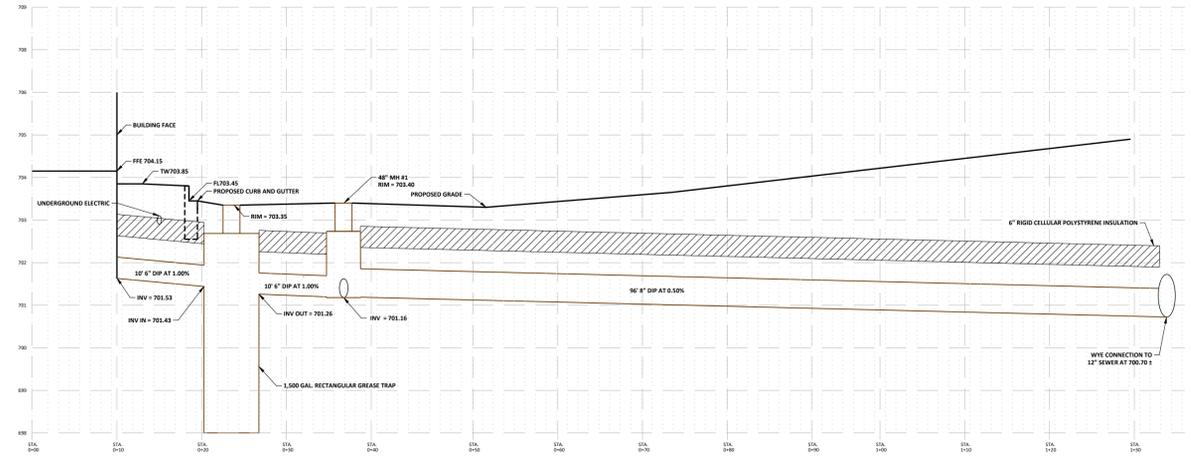 709
708
706
705
704
703
702
701
790
699
698
BUILDING FACE
FFE 704.15
TW703.85
FL703.45
PROPOSED CURB AND GUTTER
UNDERGROUND ELECTRIC
RIM = 703.35
48" MH #1
RIM = 703.40
PROPOSED GRADE
6" RIGID CELLULAR POLYSTYRENE INSULATION
10' 6" DIP AT 1.00%
INV = 701.53
INV IN = 701.43
10' 6" DIP AT 1.00%
INV OUT = 701.26
INV = 701.16
96' 8" DIP AT 0.50%
WYE CONNECTION TO
12" SEWER AT 700.70 ±
1,500 GAL. RECTANGULAR GREASE TRAP
STA.
0+00
STA.
0+10
STA.
0+20
STA.
0+30
STA.
0+40
STA.
0+50
STA.
0+60
STA.
0+70
STA.
0+80
STA.
0+90
STA.
1+00
STA.
1+10
STA.
1+20
STA.
1+30